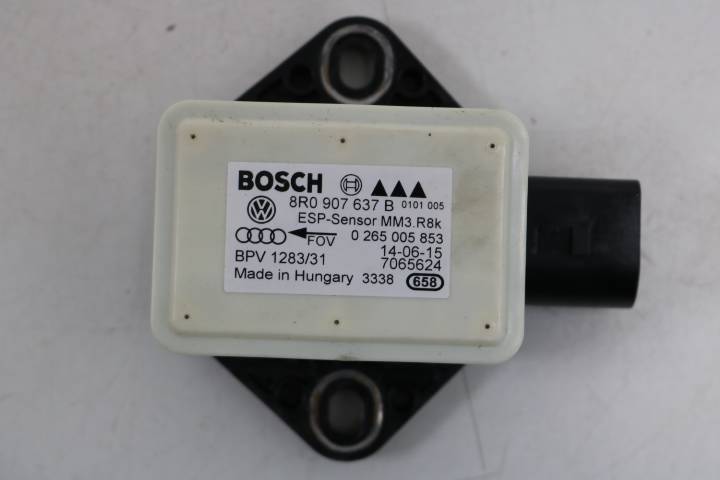 BOSCH
8R0 907 637 B 0101 005
ESP-Sensor MM3.R8k
FOV 0 265 005 853
BPV 1283/31 14-06-15
7065624
Made in Hungary 3338 658